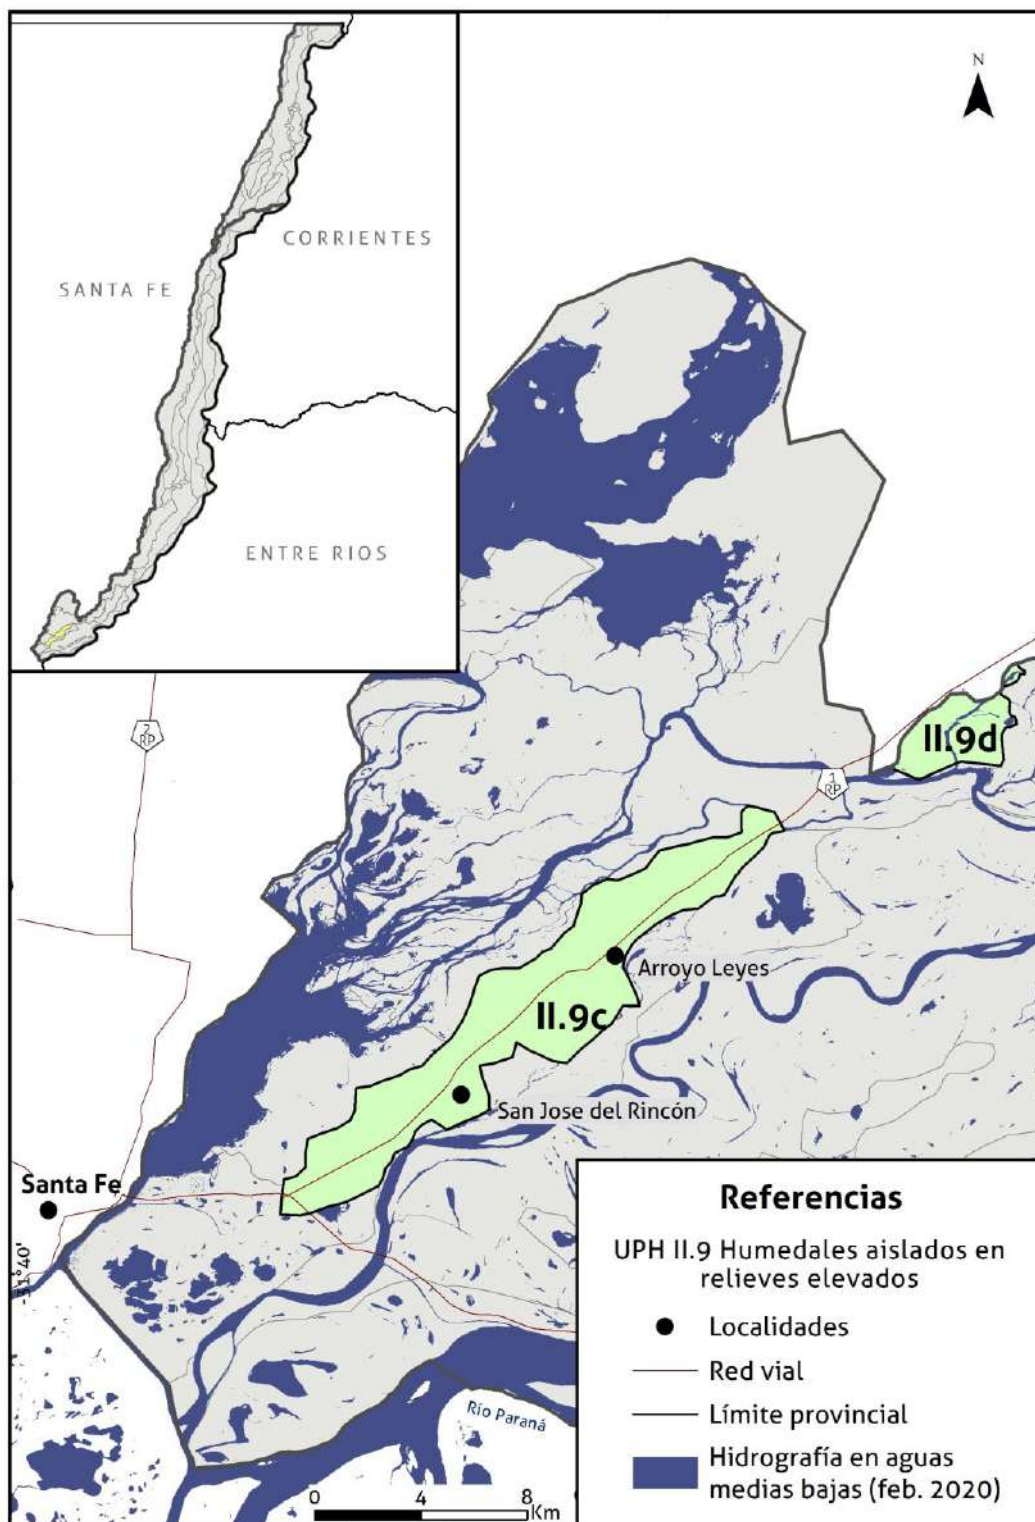 N
CORRIENTES
SANTA FE
ENTRE RIOS
2
RP
II.9d
1
RP
Arroyo Leyes
II.9c
San Jose del Rincón
Santa Fe
-31°40'
Río Paraná
0 4 8
Km
Referencias
UPH II.9 Humedales aislados en
relieves elevados
Localidades
Red vial
Límite provincial
Hidrografía en aguas
medias bajas (feb. 2020)